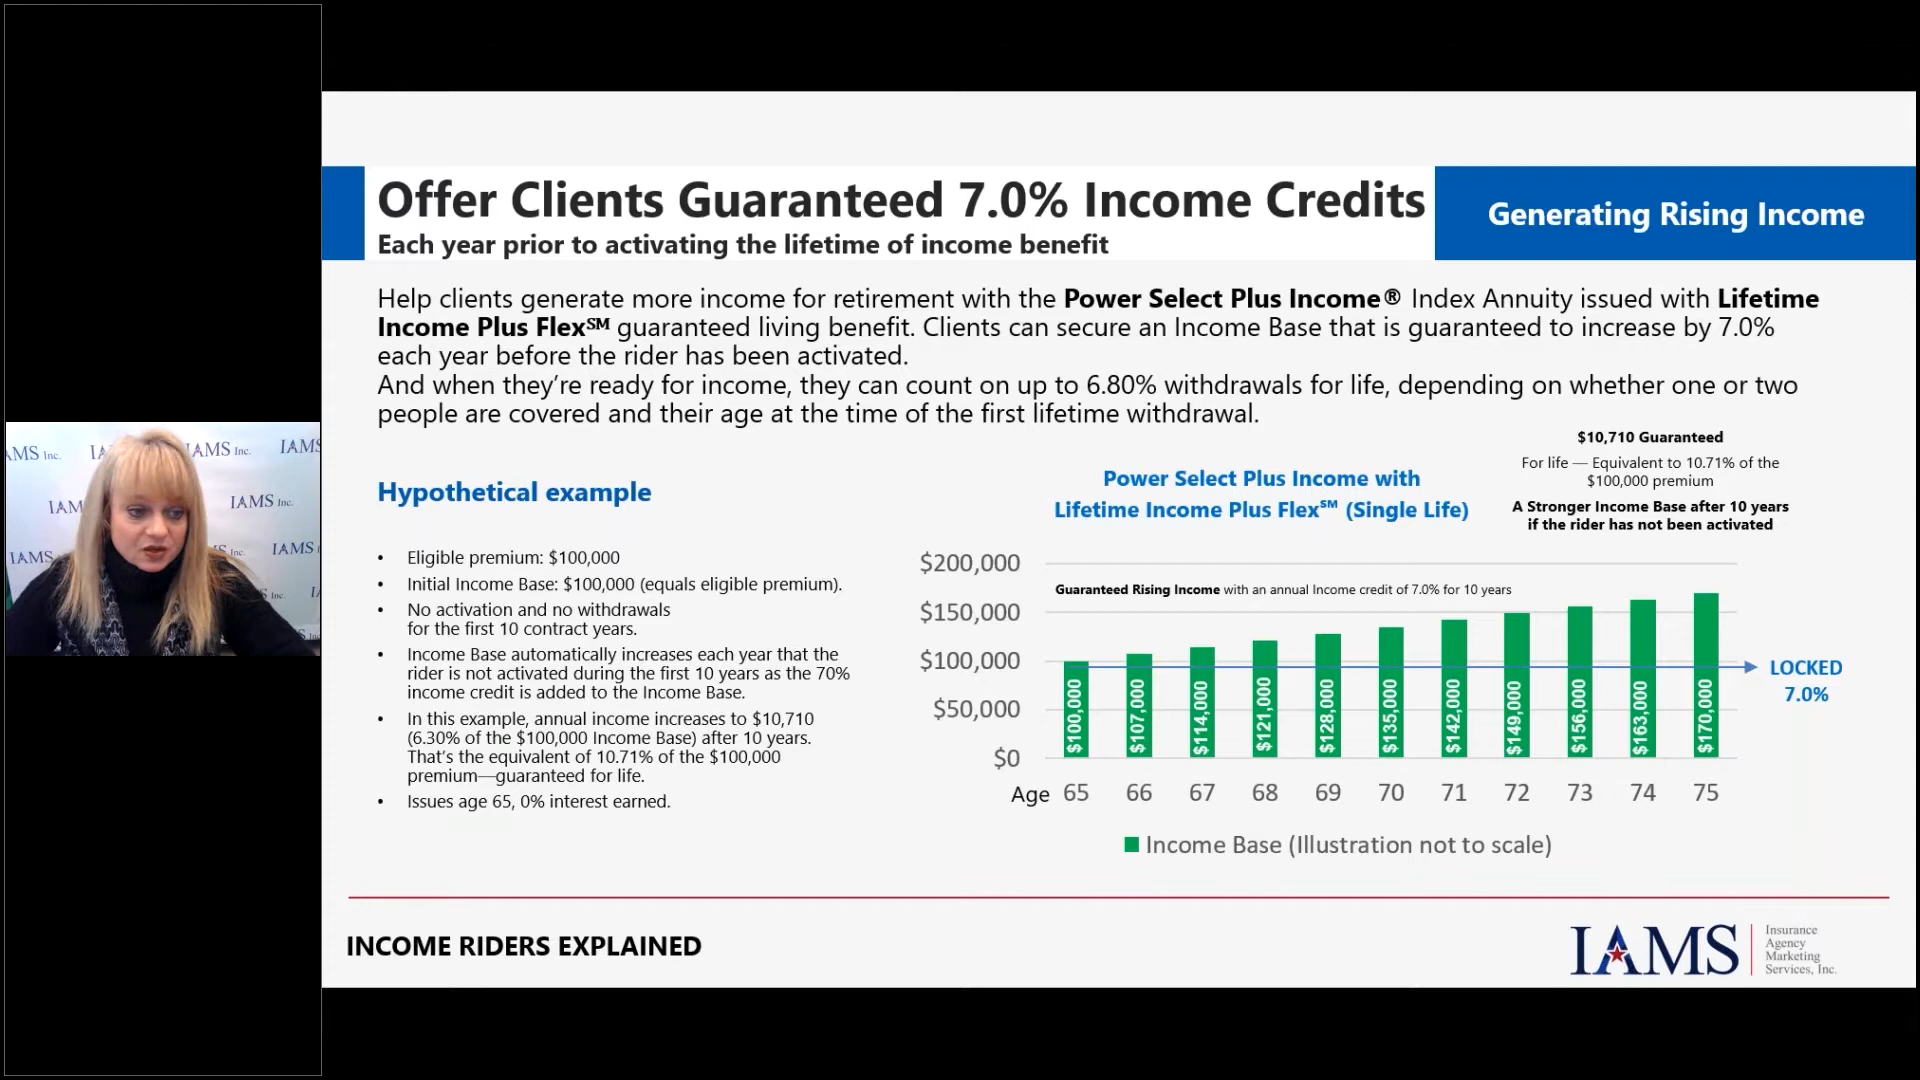 Offer Clients Guaranteed 7.0% Income Credits
Each year prior to activating the lifetime of income benefit
Generating Rising Income
Help clients generate more income for retirement with the Power Select Plus Income® Index Annuity issued with Lifetime
Income Plus Flex℠ guaranteed living benefit. Clients can secure an Income Base that is guaranteed to increase by 7.0%
each year before the rider has been activated.
And when they’re ready for income, they can count on up to 6.80% withdrawals for life, depending on whether one or two
people are covered and their age at the time of the first lifetime withdrawal.
Hypothetical example
• Eligible premium: $100,000
• Initial Income Base: $100,000 (equals eligible premium).
• No activation and no withdrawals
for the first 10 contract years.
• Income Base automatically increases each year that the
rider is not activated during the first 10 years as the 70%
income credit is added to the Income Base.
• In this example, annual income increases to $10,710
(6.30% of the $100,000 Income Base) after 10 years.
That’s the equivalent of 10.71% of the $100,000
premium—guaranteed for life.
• Issues age 65, 0% interest earned.
Power Select Plus Income with
Lifetime Income Plus Flex℠ (Single Life)
$10,710 Guaranteed
For life — Equivalent to 10.71% of the
$100,000 premium
A Stronger Income Base after 10 years
if the rider has not been activated
Guaranteed Rising Income with an annual Income credit of 7.0% for 10 years
$200,000
$150,000
$100,000
$50,000
$0
$100,000 $107,000 $114,000 $121,000 $128,000 $135,000 $142,000 $149,000 $156,000 $163,000 $170,000
LOCKED
7.0%
Age 65 66 67 68 69 70 71 72 73 74 75
Income Base (Illustration not to scale)
INCOME RIDERS EXPLAINED
IAMS
Insurance
Agency
Marketing
Services, Inc.
AMS Inc.
IAMS Inc.
IAMS
IAM
IAMS Inc.
IAMS
IAMS